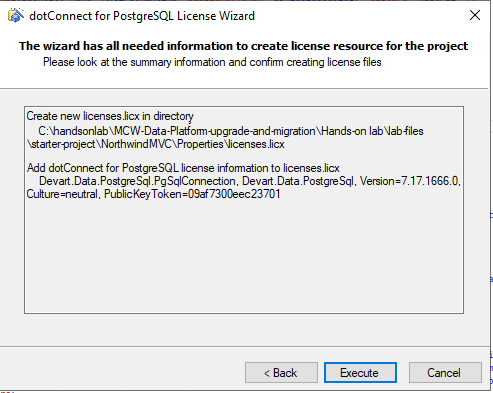 dotConnect for PostgreSQL License Wizard
The wizard has all needed information to create license resource for the project
Please look at the summary information and confirm creating license files
Create new licenses.licx in directory
C:\handsonlab\MCW-Data-Platform-upgrade-and-migration\Hands-on lab\lab-files
\starter-project\NorthwindMVC\Properties\licenses.licx
Add dotConnect for PostgreSQL license information to licenses.licx
Devart.Data.PostgreSql.PgSqlConnection, Devart.Data.PostgreSql, Version=7.17.1666.0,
Culture=neutral, PublicKeyToken=09af7300eec23701
< Back
Execute
Cancel